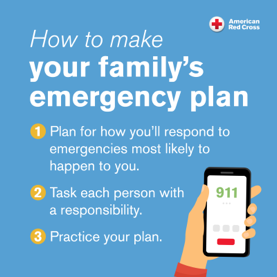 American
Red Cross
How to make
your family's
emergency plan
1 Plan for how you'll respond to
emergencies most likely to
happen to you.
2 Task each person with
a responsibility.
3 Practice your plan.
911